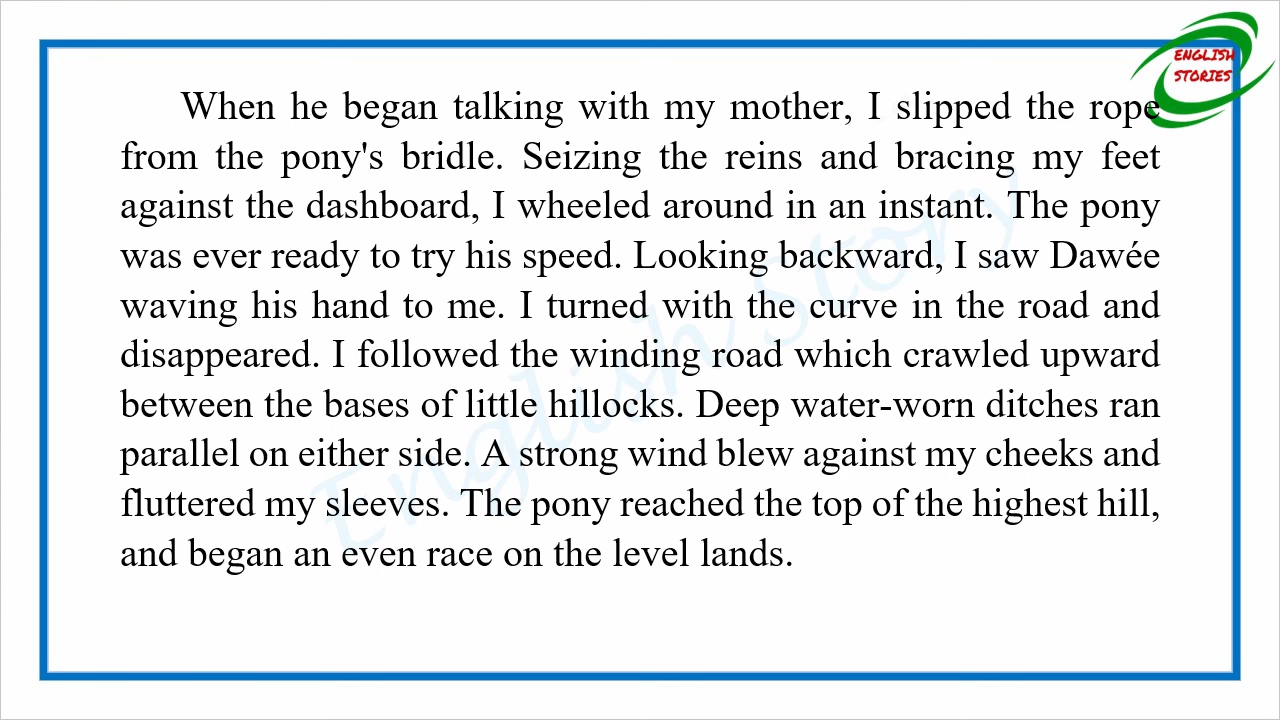 ENGLISH
STORIES
When he began talking with my mother, I slipped the rope
from the pony's bridle. Seizing the reins and bracing my feet
against the dashboard, I wheeled around in an instant. The pony
was ever ready to try his speed. Looking backward, I saw Dawée
waving his hand to me. I turned with the curve in the road and
disappeared. I followed the winding road which crawled upward
between the bases of little hillocks. Deep water-worn ditches ran
parallel on either side. A strong wind blew against my cheeks and
fluttered my sleeves. The pony reached the top of the highest hill,
and began an even race on the level lands.
English Story